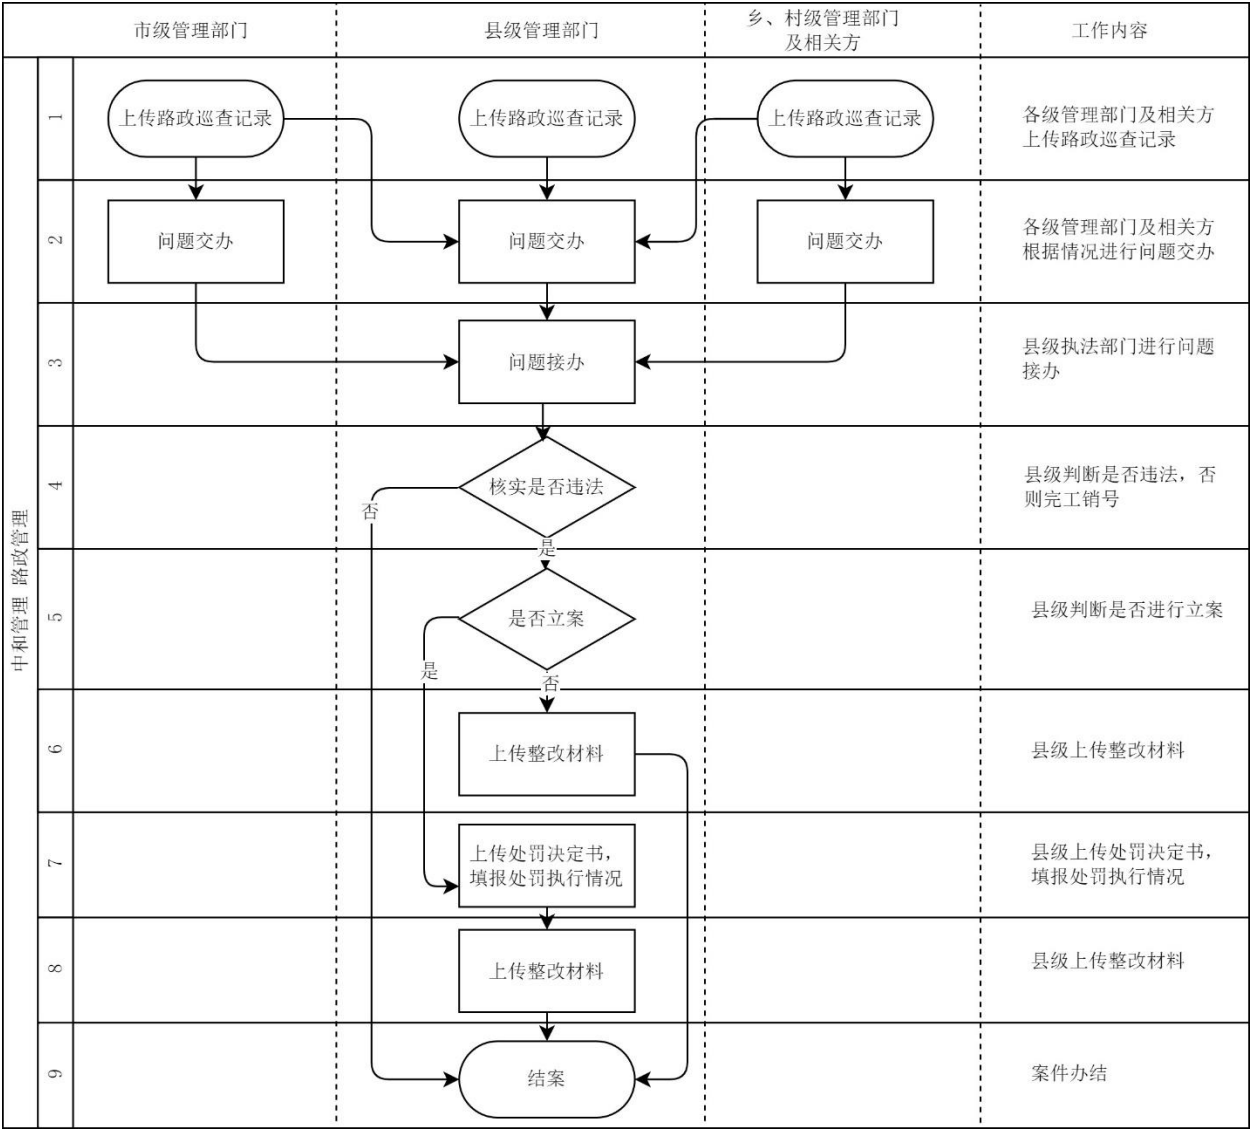 市级管理部门
县级管理部门
乡、村级管理部门
及相关方
工作内容
中和管理 路政管理
1
上传路政巡查记录
上传路政巡查记录
上传路政巡查记录
各级管理部门及相关方
上传路政巡查记录
2
问题交办
问题交办
问题交办
各级管理部门及相关方
根据情况进行问题交办
3
问题接办
县级执法部门进行问题
接办
4
核实是否违法
否
是
县级判断是否违法，否
则完工销号
5
是否立案
是
否
县级判断是否进行立案
6
上传整改材料
县级上传整改材料
7
上传处罚决定书，
填报处罚执行情况
县级上传处罚决定书，
填报处罚执行情况
8
上传整改材料
县级上传整改材料
9
结案
案件办结